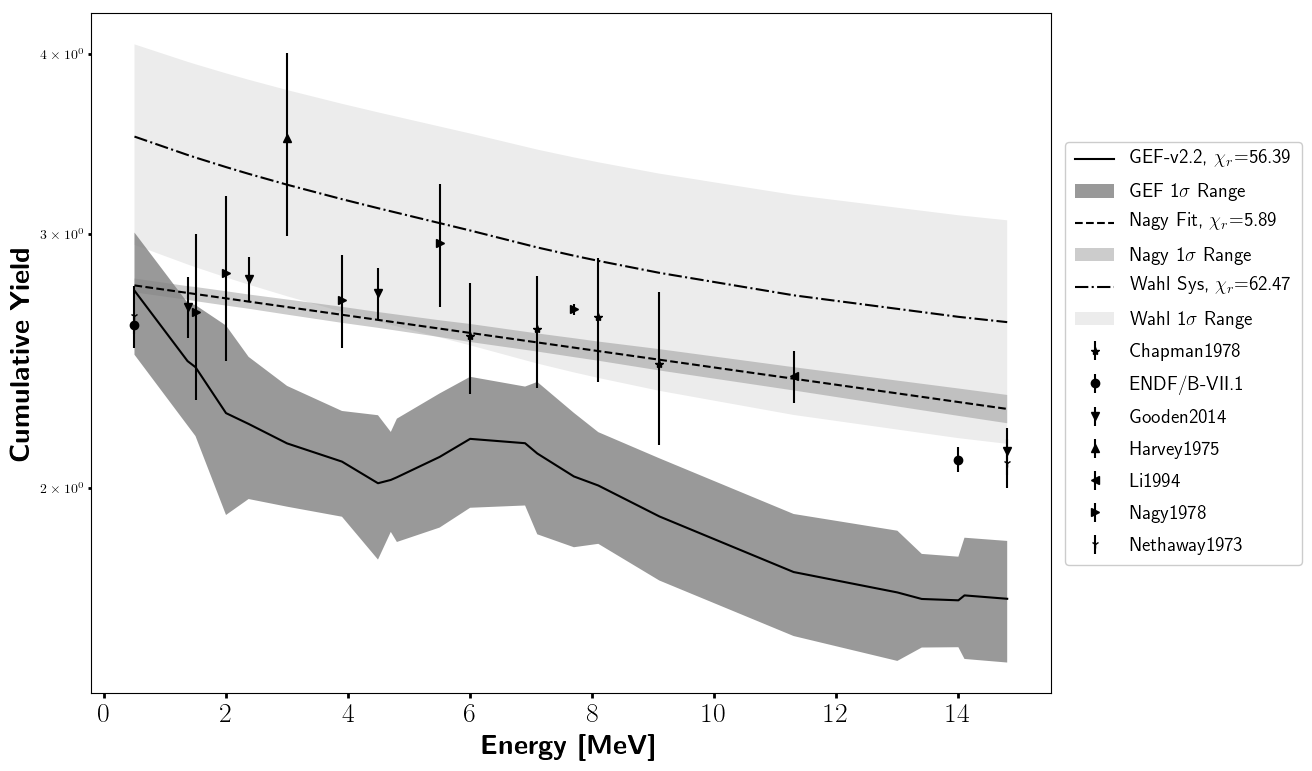 4 × 10⁰
3 × 10⁰
2 × 10⁰
Cumulative Yield
0 2 4 6 8 10 12 14
Energy [MeV]
GEF-v2.2, χᵣ=56.39
GEF 1σ Range
Nagy Fit, χᵣ=5.89
Nagy 1σ Range
Wahl Sys, χᵣ=62.47
Wahl 1σ Range
Chapman1978
ENDF/B-VII.1
Gooden2014
Harvey1975
Li1994
Nagy1978
Nethaway1973